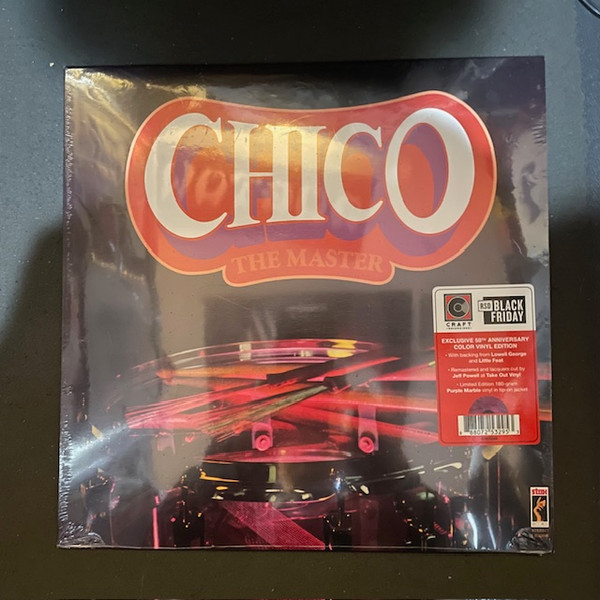 CHICO
THE MASTER
CRAFT
RSD BLACK
FRIDAY
EXCLUSIVE 50TH ANNIVERSARY
COLOR VINYL EDITION
• With backing from Lowell George
and Little Feat
• Remastered and lacquers cut by
Jeff Powell at Take Out Vinyl
• Limited Edition 180-gram
Purple Marble vinyl in tip-on jacket
stax